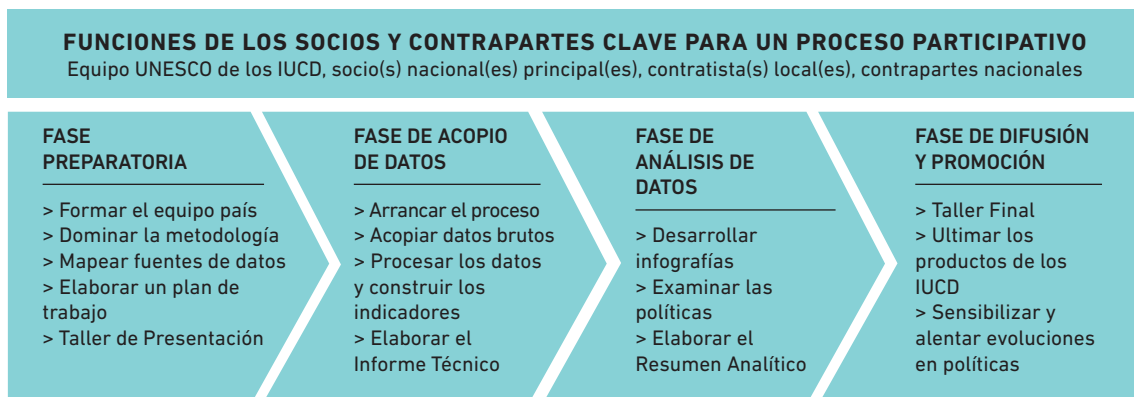 FUNCIONES DE LOS SOCIOS Y CONTRAPARTES CLAVE PARA UN PROCESO PARTICIPATIVO
Equipo UNESCO de los IUCD, socio(s) nacional(es) principal(es), contratista(s) local(es), contrapartes nacionales
FASE
PREPARATORIA
> Formar el equipo país
> Dominar la metodología
> Mapear fuentes de datos
> Elaborar un plan de
trabajo
> Taller de Presentación
FASE DE ACOPIO
DE DATOS
> Arrancar el proceso
> Acopiar datos brutos
> Procesar los datos
y construir los
indicadores
> Elaborar el
Informe Técnico
FASE DE
ANÁLISIS DE
DATOS
> Desarrollar
infografías
> Examinar las
políticas
> Elaborar el
Resumen Analítico
FASE DE DIFUSIÓN
Y PROMOCIÓN
> Taller Final
> Ultimar los
productos de los
IUCD
> Sensibilizar y
alentar evoluciones
en políticas